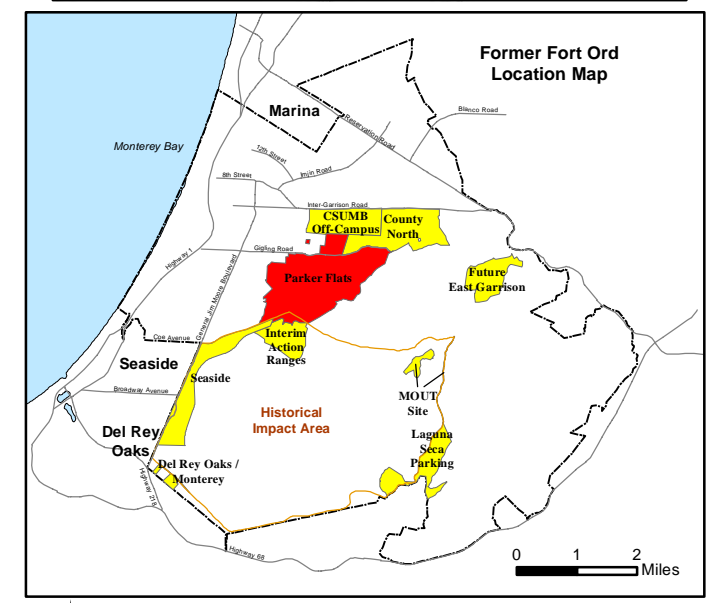 Former Fort Ord
Location Map
Marina
Blanco Road
Reservation Road
Monterey Bay
12th Street
Imjin Road
8th Street
Inter-Garrison Road
CSUMB
Off-Campus
County
North
Gigling Road
Highway 1
General Jim Moore Boulevard
Parker Flats
Future
East Garrison
Coe Avenue
Interim
Action
Ranges
Seaside
Seaside
Broadway Avenue
MOUT
Site
Historical
Impact Area
Del Rey
Oaks
Laguna
Seca
Parking
Del Rey Oaks /
Monterey
Highway 218
Highway 68
0 1 2
Miles